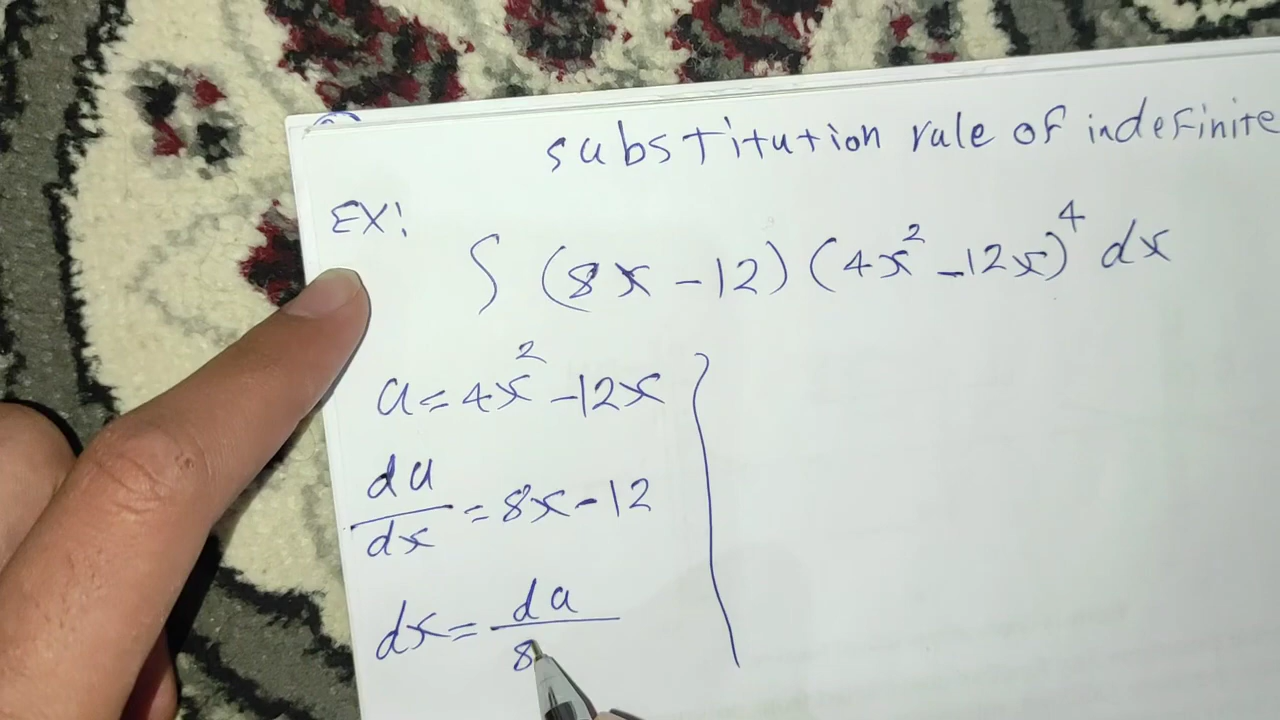 substitution rule of indefinite
EX:
∫ (8x - 12) (4x² - 12x)⁴ dx
u = 4x² - 12x
du/dx = 8x - 12
dx = du/8